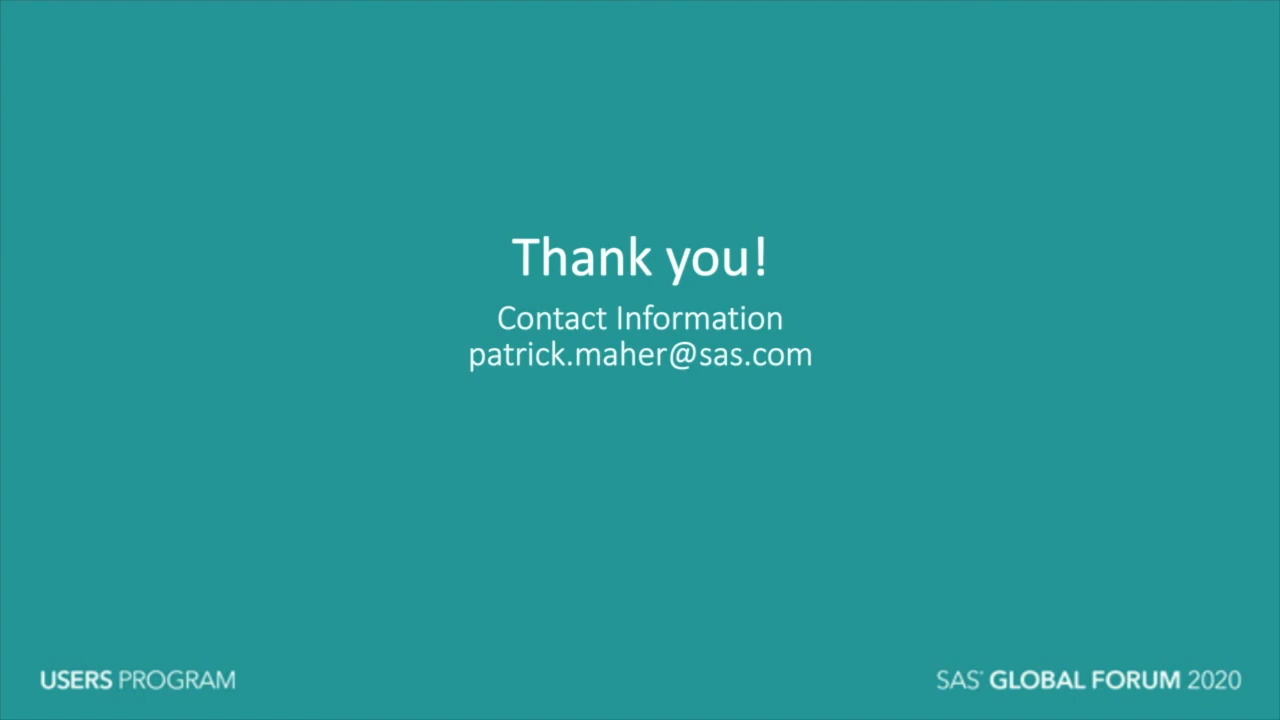 Thank you!
Contact Information
patrick.maher@sas.com
USERS PROGRAM
SAS® GLOBAL FORUM 2020